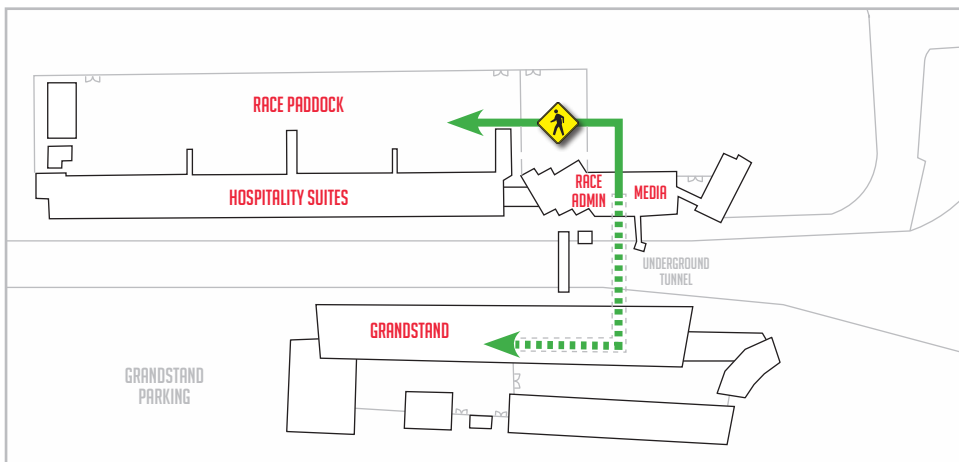 RACE PADDOCK
HOSPITALITY SUITES
RACE
ADMIN
MEDIA
UNDERGROUND
TUNNEL
GRANDSTAND
GRANDSTAND
PARKING